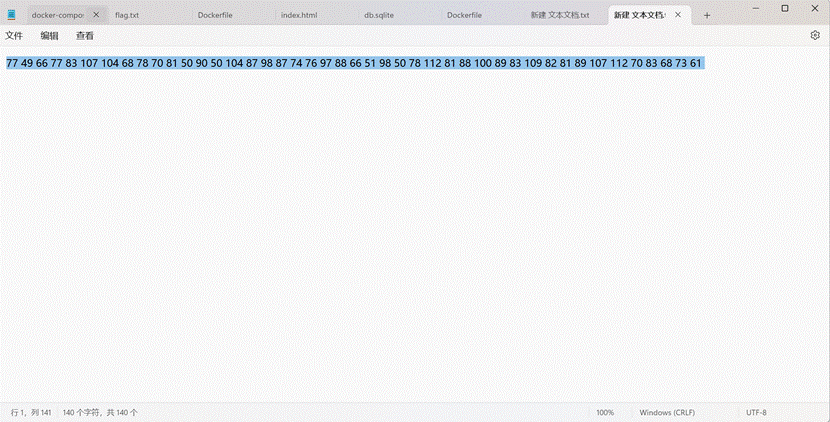 docker-compos flag.txt Dockerfile index.html db.sqlite Dockerfile 新建 文本文档.txt 新建 文本文档.
文件 编辑 查看
77 49 66 77 83 107 104 68 78 70 81 50 90 50 104 87 98 87 74 76 97 88 66 51 98 50 78 112 81 88 100 89 83 109 82 81 89 107 112 70 83 68 73 61
行 1，列 141 140 个字符，共 140 个 100% Windows (CRLF) UTF-8